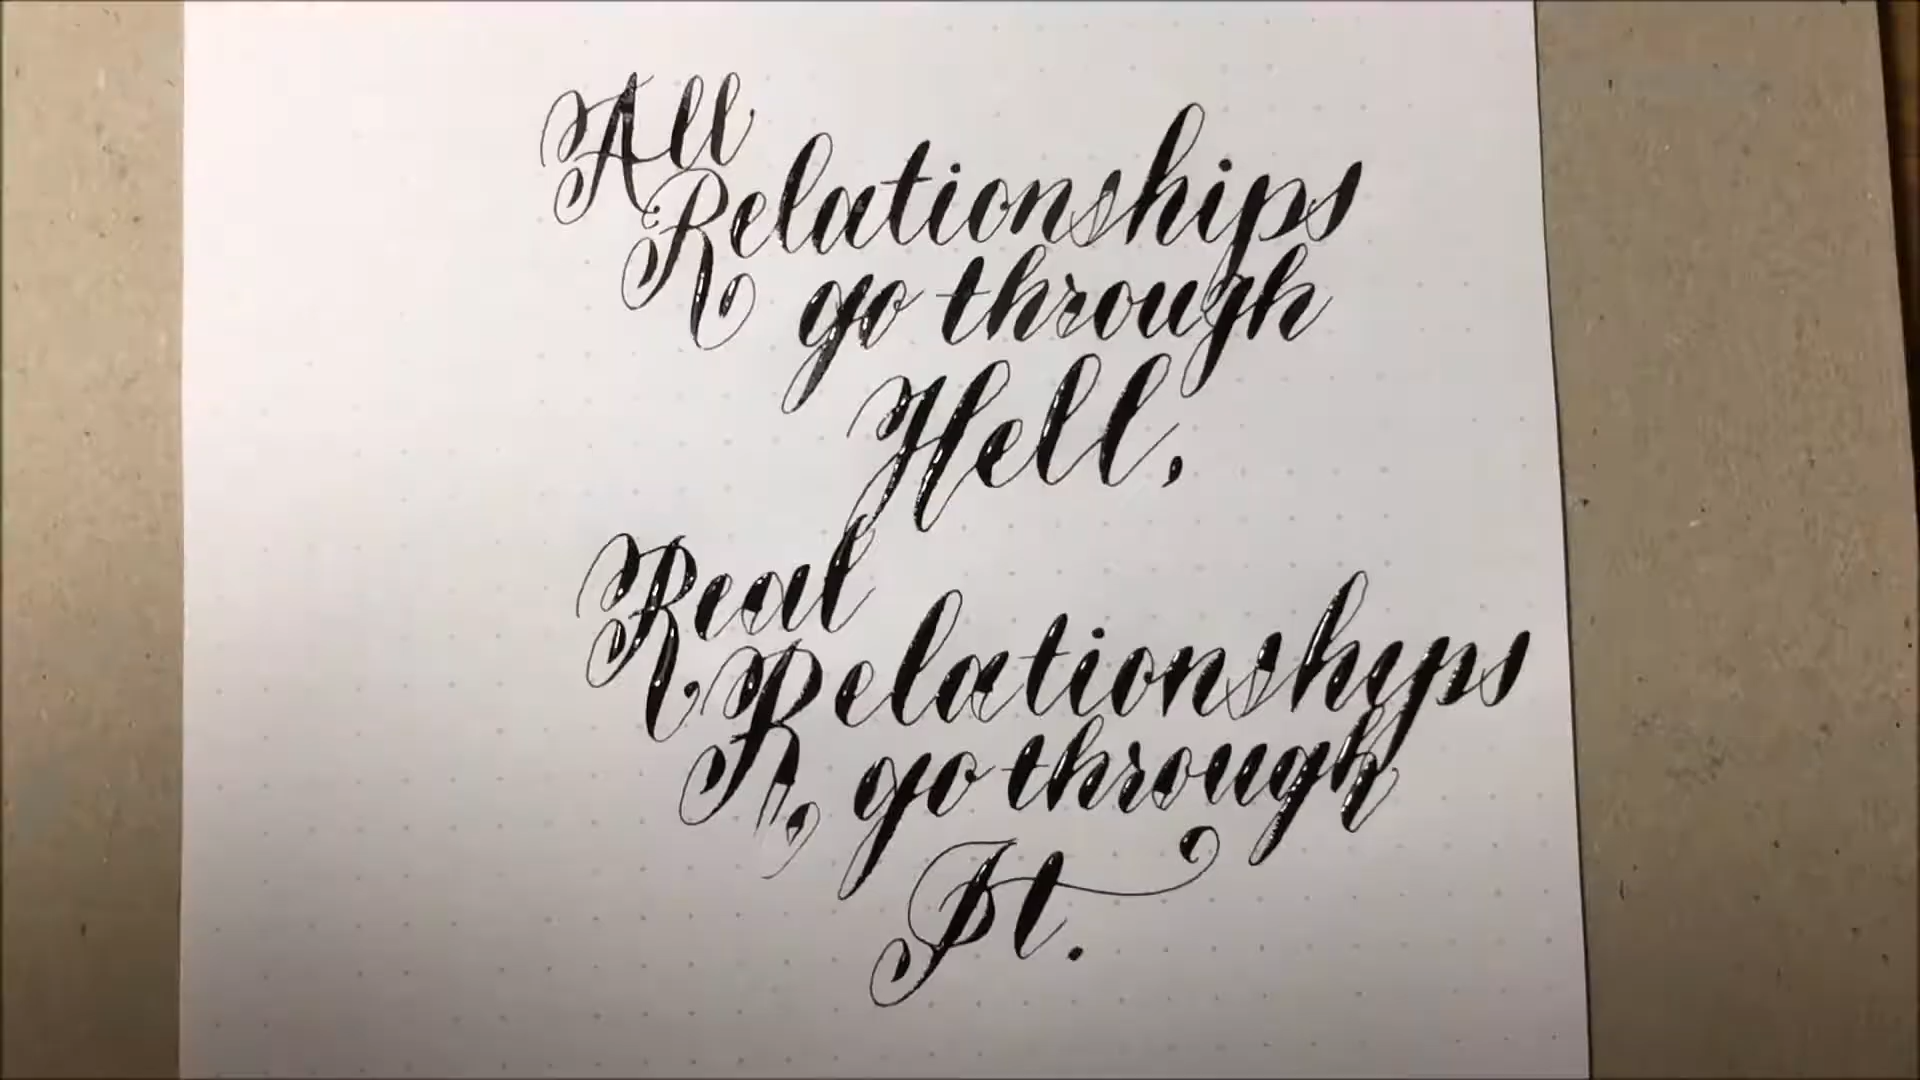 All
Relationships
go through
Hell,
Real
Relationships
go through
It.